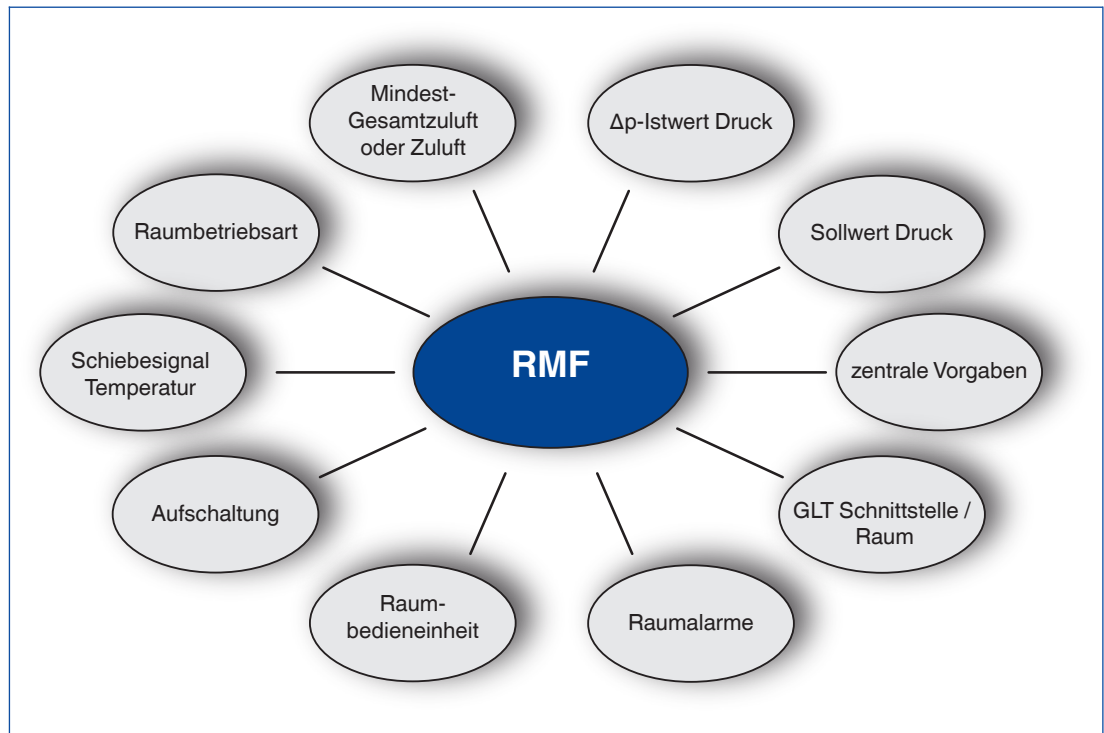 Mindest-
Gesamtzuluft
oder Zuluft
Δp-Istwert Druck
Raumbetriebsart
Sollwert Druck
Schiebesignal
Temperatur
RMF
zentrale Vorgaben
Aufschaltung
GLT Schnittstelle /
Raum
Raum-
bedieneinheit
Raumalarme